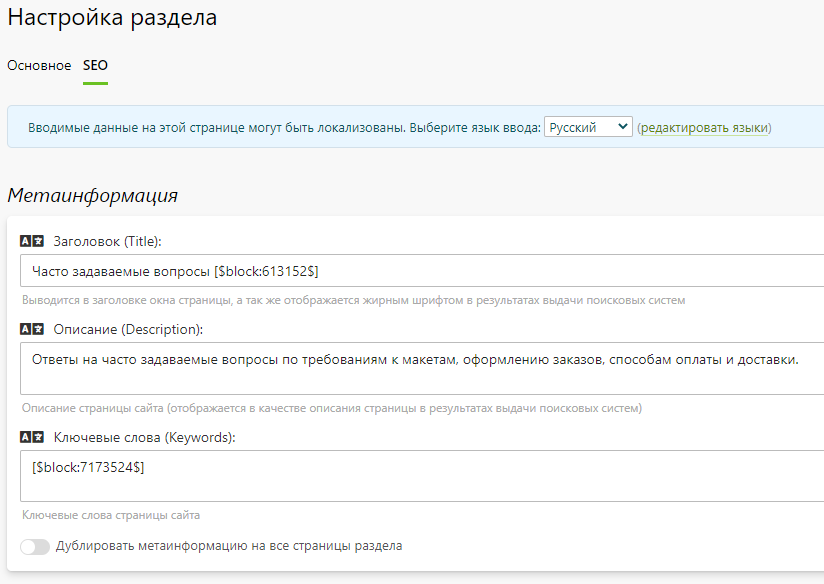 Настройка раздела
Основное SEO
Вводимые данные на этой странице могут быть локализованы. Выберите язык ввода: Русский (редактировать языки)
Метаинформация
Заголовок (Title):
Часто задаваемые вопросы [$block:613152$]
Выводится в заголовке окна страницы, а так же отображается жирным шрифтом в результатах выдачи поисковых систем
Описание (Description):
Ответы на часто задаваемые вопросы по требованиям к макетам, оформлению заказов, способам оплаты и доставки.
Описание страницы сайта (отображается в качестве описания страницы в результатах выдачи поисковых систем)
Ключевые слова (Keywords):
[$block:7173524$]
Ключевые слова страницы сайта
Дублировать метаинформацию на все страницы раздела